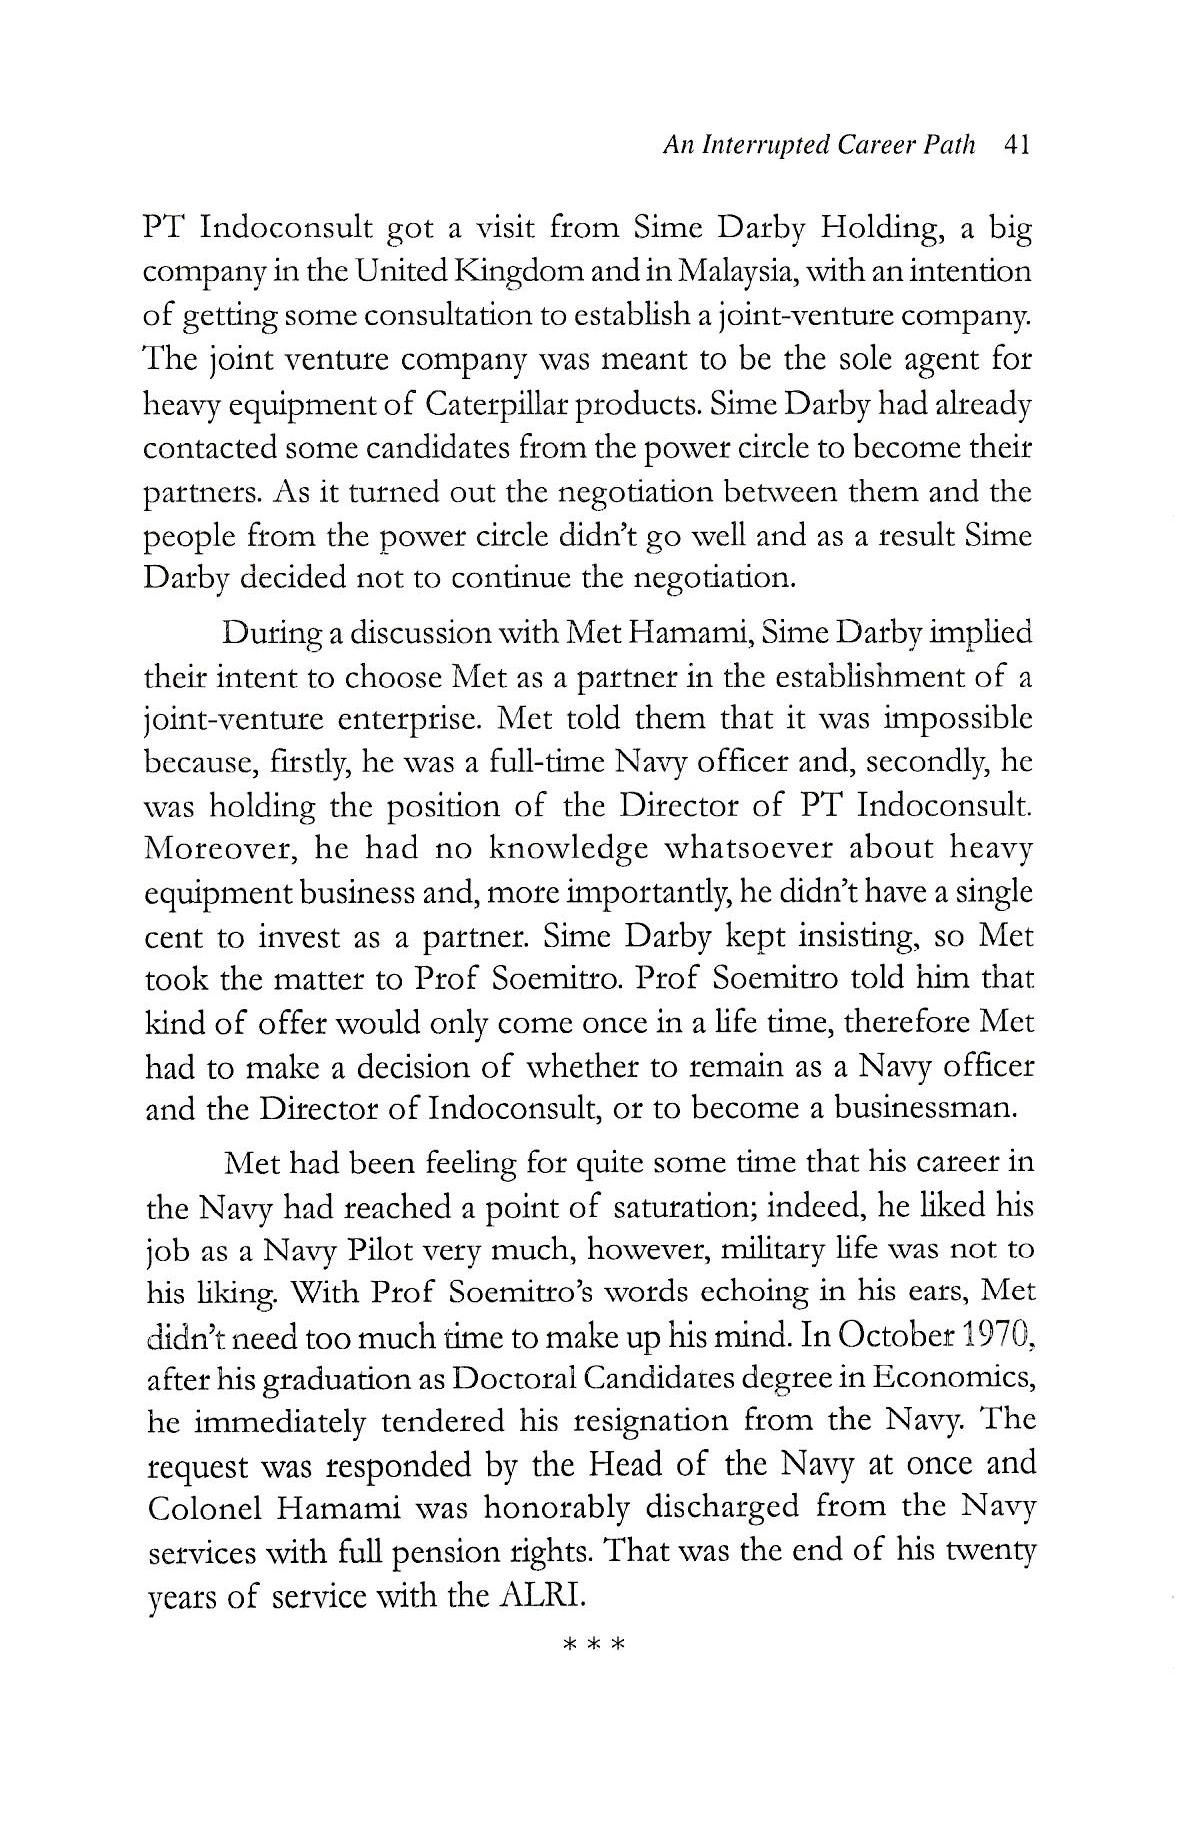 An Interrupted Career Path 41
PT Indoconsult got a visit from Sime Darby Holding, a big
company in the United Kingdom and in Malaysia, with an intention
of getting some consultation to establish a joint-venture company.
The joint venture company was meant to be the sole agent for
heavy equipment of Caterpillar products. Sime Darby had already
contacted some candidates from the power circle to become their
partners. As it turned out the negotiation between them and the
people from the power circle didn't go well and as a result Sime
Darby decided not to continue the negotiation.
During a discussion with Met Hamami, Sime Darby implied
their intent to choose Met as a partner in the establishment of a
joint-venture enterprise. Met told them that it was impossible
because, firstly, he was a full-time Navy officer and, secondly, he
was holding the position of the Director of PT Indoconsult.
Moreover, he had no knowledge whatsoever about heavy
equipment business and, more importantly, he didn't have a single
cent to invest as a partner. Sime Darby kept insisting, so Met
took the matter to Prof Soemitro. Prof Soemitro told him that
kind of offer would only come once in a life time, therefore Met
had to make a decision of whether to remain as a Navy officer
and the Director of Indoconsult, or to become a businessman.
Met had been feeling for quite some time that his career in
the Navy had reached a point of saturation; indeed, he liked his
job as a Navy Pilot very much, however, military life was not to
his liking. With Prof Soemitro's words echoing in his ears, Met
didn't need too much time to make up his mind. In October 1970,
after his graduation as Doctoral Candidates degree in Economics,
he immediately tendered his resignation from the Navy. The
request was responded by the Head of the Navy at once and
Colonel Hamami was honorably discharged from the Navy
services with full pension rights. That was the end of his twenty
years of service with the ALRI.
* * *